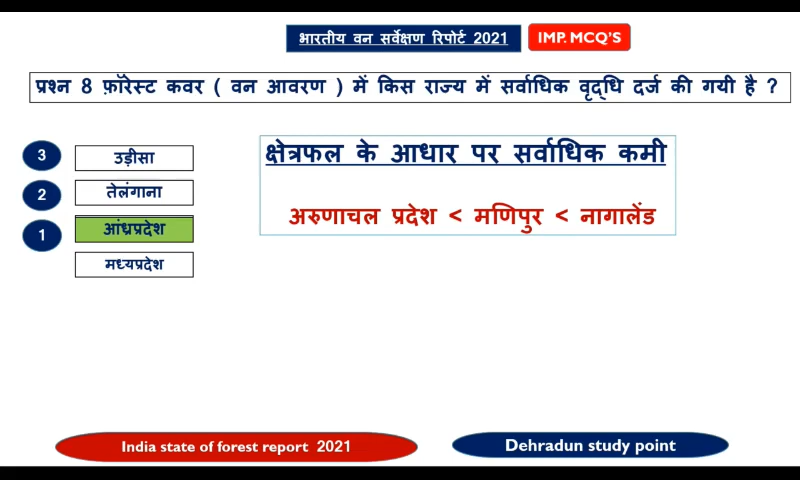 भारतीय वन सर्वेक्षण रिपोर्ट 2021
IMP. MCQ'S
प्रश्न 8 फ़ॉरेस्ट कवर ( वन आवरण ) में किस राज्य में सर्वाधिक वृद्धि दर्ज की गयी है ?
3 उड़ीसा
2 तेलंगाना
1 आंध्रप्रदेश
मध्यप्रदेश
क्षेत्रफल के आधार पर सर्वाधिक कमी
अरुणाचल प्रदेश < मणिपुर < नागालेंड
India state of forest report 2021
Dehradun study point